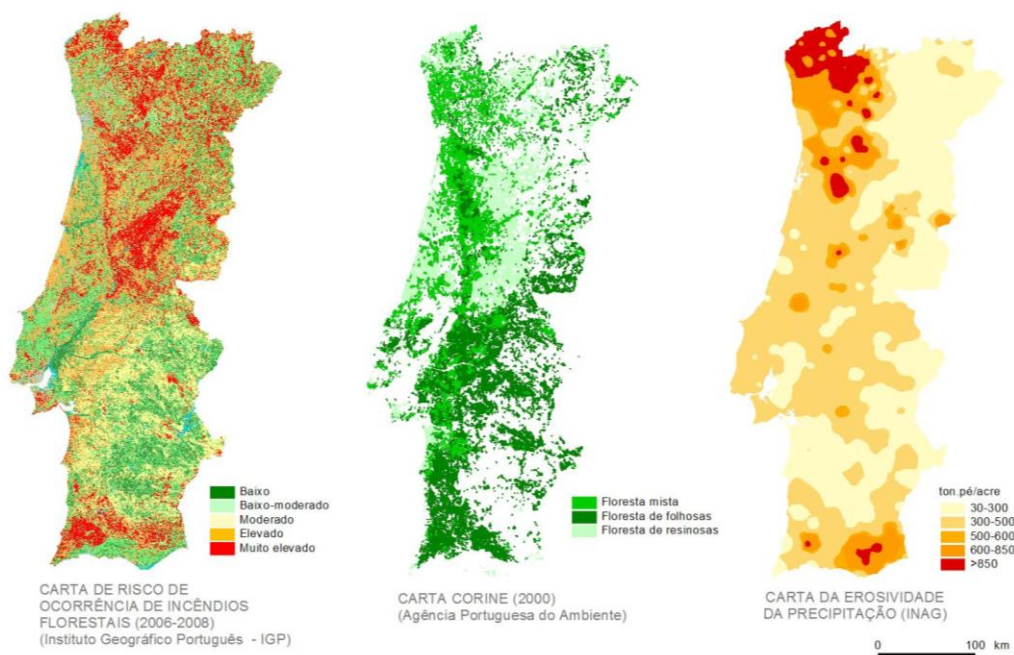 Baixo
Baixo-moderado
Moderado
Elevado
Muito elevado
CARTA DE RISCO DE
OCORRÊNCIA DE INCÊNDIOS
FLORESTAIS (2006-2008)
(Instituto Geográfico Português - IGP)
Floresta mista
Floresta de folhosas
Floresta de resinosas
CARTA CORINE (2000)
(Agência Portuguesa do Ambiente)
ton.pé/acre
30-300
300-500
500-600
600-850
>850
CARTA DA EROSIVIDADE
DA PRECIPITAÇÃO (INAG)
0 100 km